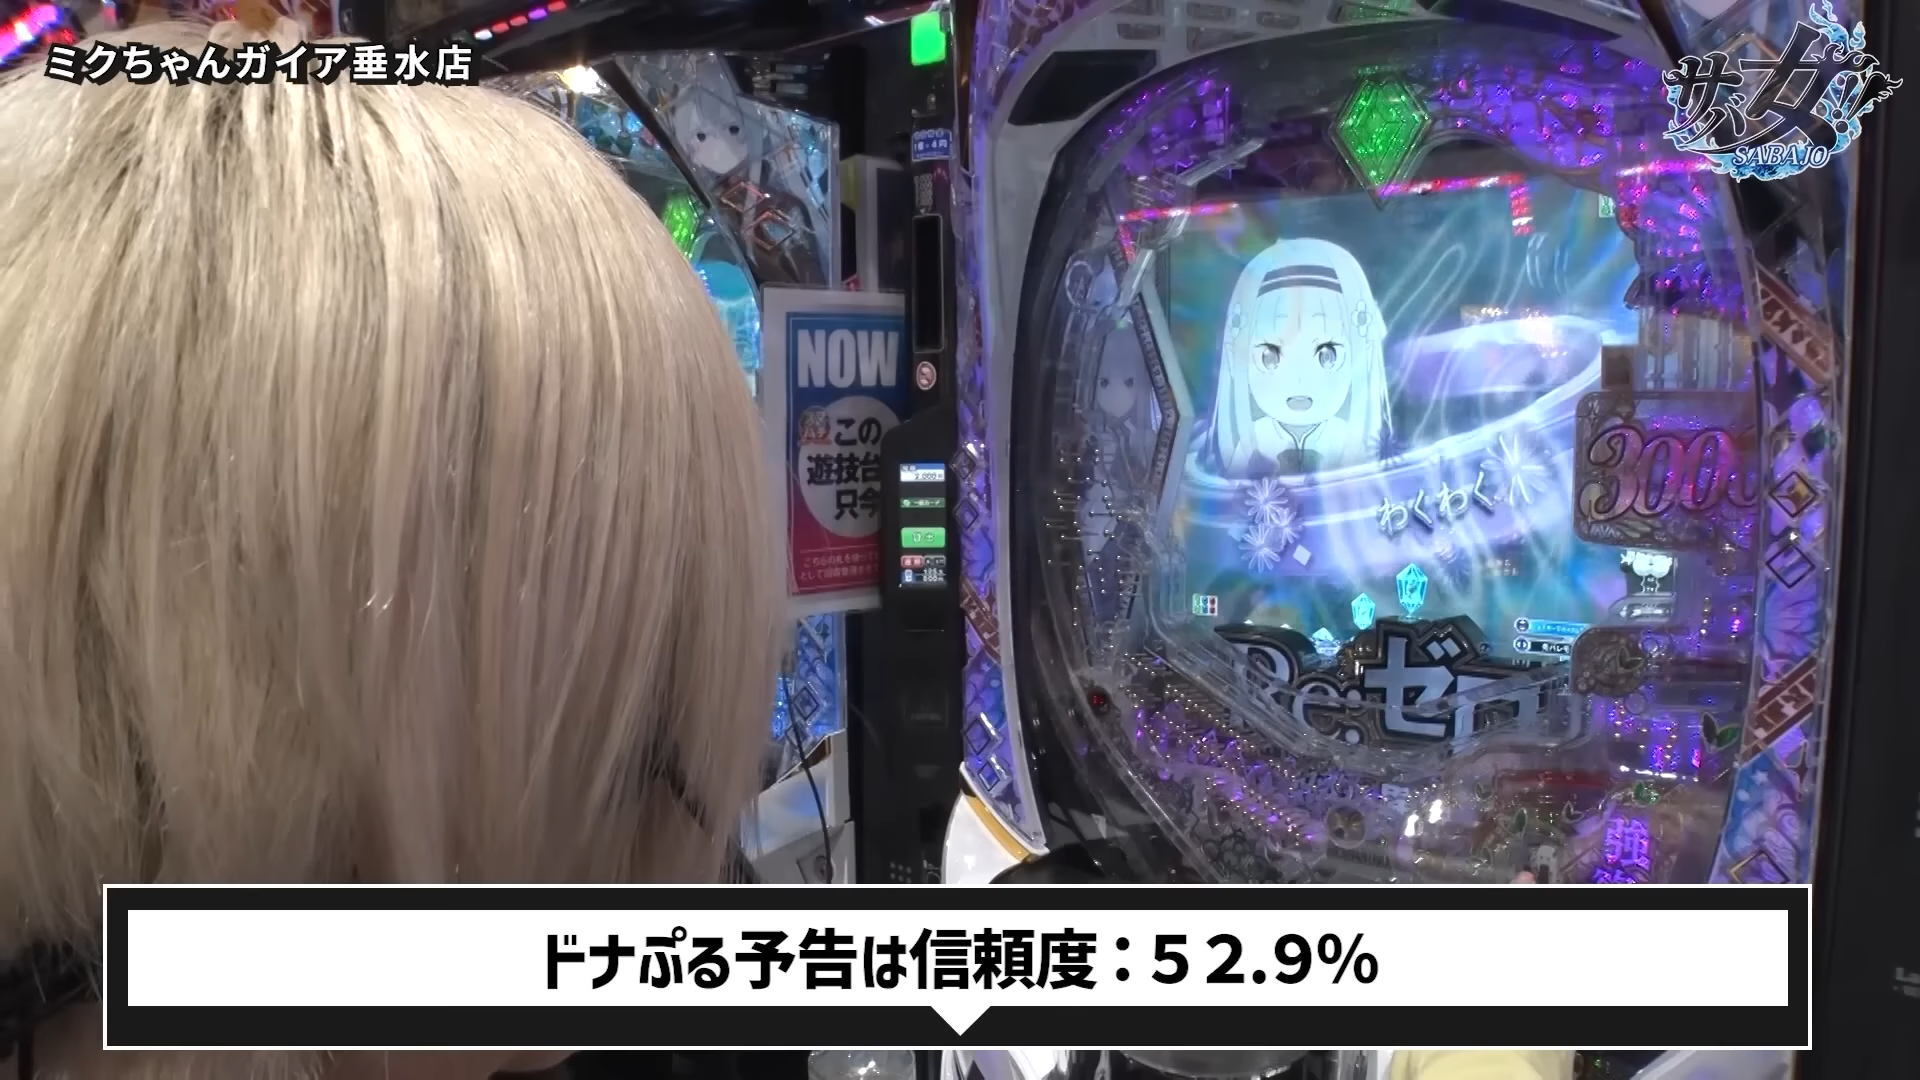 ミクちゃんガイア垂水店
サバ女!!
SABAJO
NOW
この
遊技台
只今
わくわく
300
Re:ゼロ
強
ドナぷる予告は信頼度：52.9%